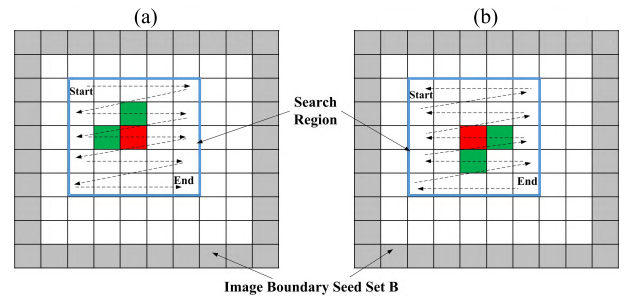 (a)
(b)
Start
Start
Search
Region
End
End
Image Boundary Seed Set B